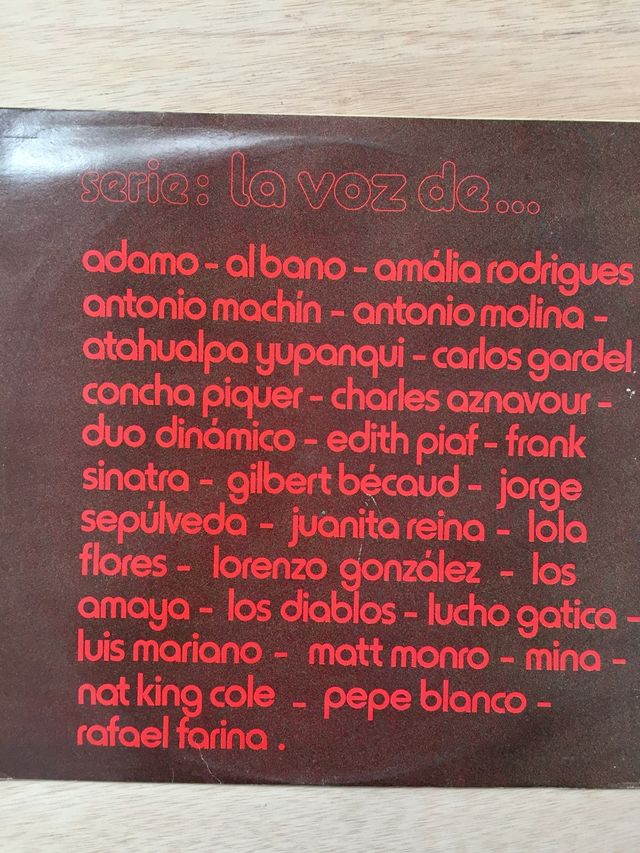 serie: la voz de...
adamo - al bano - amália rodrigues
antonio machín - antonio molina -
atahualpa yupanqui - carlos gardel
concha piquer - charles aznavour -
duo dinámico - edith piaf - frank
sinatra - gilbert bécaud - jorge
sepúlveda - juanita reina - lola
flores - lorenzo gonzález - los
amaya - los diablos - lucho gatica -
luis mariano - matt monro - mina -
nat king cole - pepe blanco -
rafael farina .